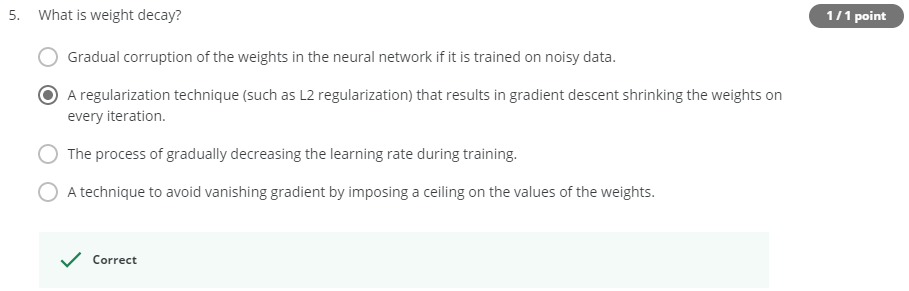 5. What is weight decay?
1 / 1 point
Gradual corruption of the weights in the neural network if it is trained on noisy data.
A regularization technique (such as L2 regularization) that results in gradient descent shrinking the weights on
every iteration.
The process of gradually decreasing the learning rate during training.
A technique to avoid vanishing gradient by imposing a ceiling on the values of the weights.
Correct